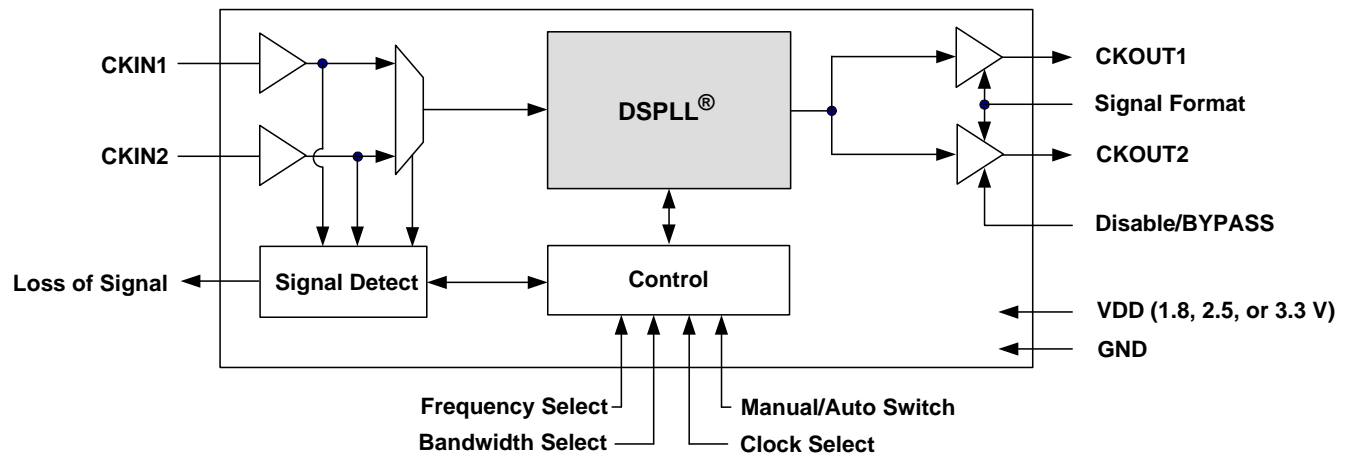 CKIN1
CKIN2
DSPLL®
CKOUT1
Signal Format
CKOUT2
Disable/BYPASS
Loss of Signal
Signal Detect
Control
VDD (1.8, 2.5, or 3.3 V)
GND
Frequency Select
Manual/Auto Switch
Bandwidth Select
Clock Select